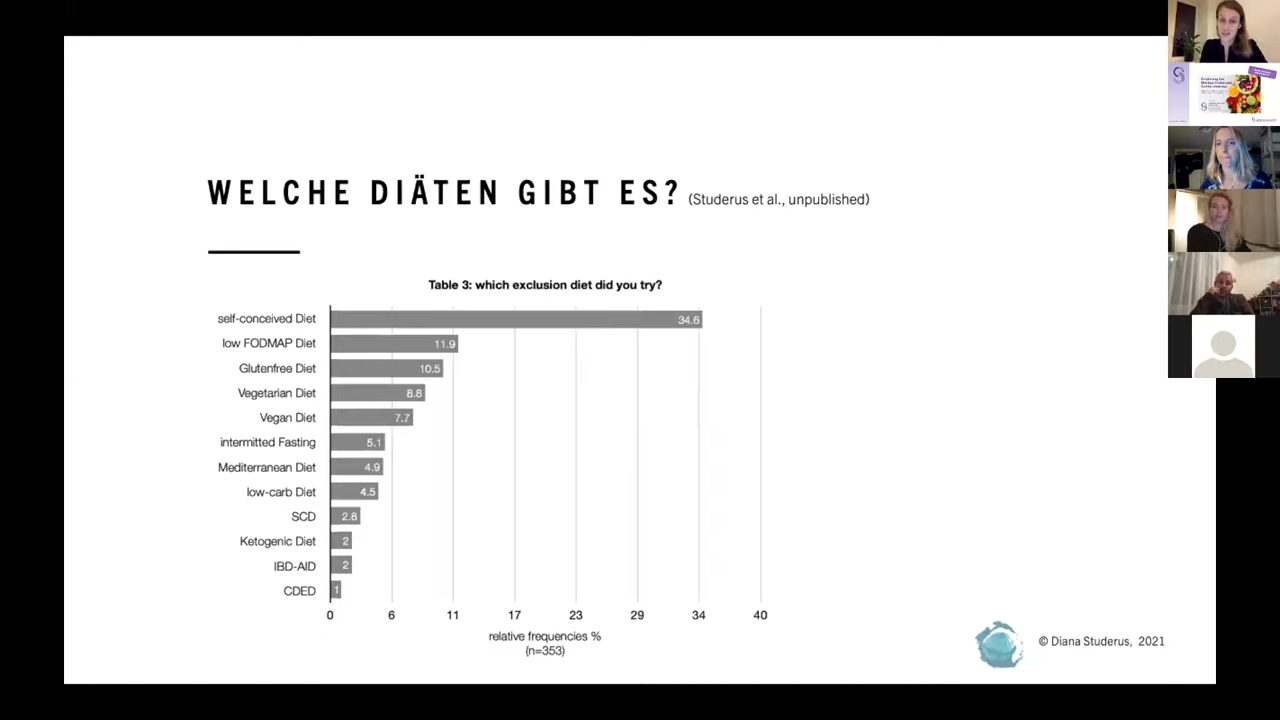 WELCHE DIÄTEN GIBT ES? (Studerus et al., unpublished)
Table 3: which exclusion diet did you try?
self-conceived Diet 34.6
low FODMAP Diet 11.9
Glutenfree Diet 10.5
Vegetarian Diet 8.8
Vegan Diet 7.7
intermitted Fasting 5.1
Mediterranean Diet 4.9
low-carb Diet 4.5
SCD 2.8
Ketogenic Diet 2
IBD-AID 2
CDED 1
0 6 11 17 23 29 34 40
relative frequencies %
(n=353)
© Diana Studerus, 2021